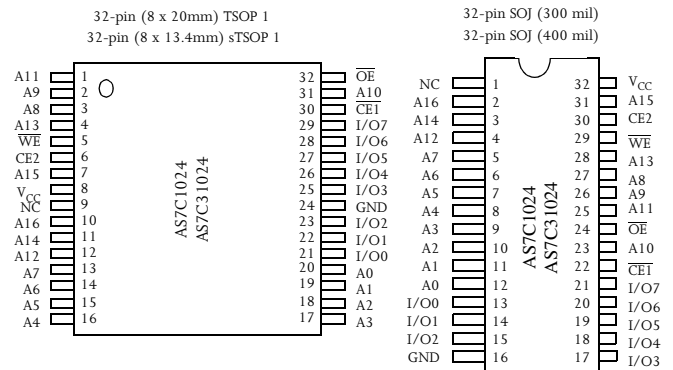 32-pin (8 x 20mm) TSOP 1
32-pin (8 x 13.4mm) sTSOP 1
A11 1 32 OE
A9 2 31 A10
A8 3 30 CE1
A13 4 29 I/O7
WE 5 28 I/O6
CE2 6 27 I/O5
A15 7 26 I/O4
VCC 8 25 I/O3
NC 9 24 GND
A16 10 23 I/O2
A14 11 22 I/O1
A12 12 21 I/O0
A7 13 20 A0
A6 14 19 A1
A5 15 18 A2
A4 16 17 A3
AS7C1024
AS7C31024
32-pin SOJ (300 mil)
32-pin SOJ (400 mil)
NC 1 32 VCC
A16 2 31 A15
A14 3 30 CE2
A12 4 29 WE
A7 5 28 A13
A6 6 27 A8
A5 7 26 A9
A4 8 25 A11
A3 9 24 OE
A2 10 23 A10
A1 11 22 CE1
A0 12 21 I/O7
I/O0 13 20 I/O6
I/O1 14 19 I/O5
I/O2 15 18 I/O4
GND 16 17 I/O3
AS7C1024
AS7C31024